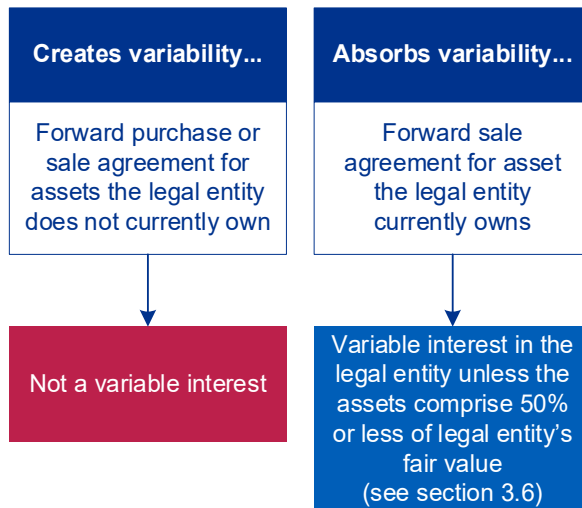 Creates variability...
Forward purchase or
sale agreement for
assets the legal entity
does not currently own
Not a variable interest
Absorbs variability...
Forward sale
agreement for asset
the legal entity
currently owns
Variable interest in the
legal entity unless the
assets comprise 50%
or less of legal entity's
fair value
(see section 3.6)